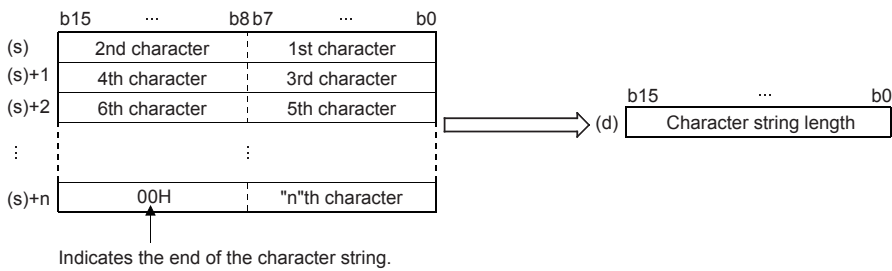 b15 ... b8 b7 ... b0
(s) 2nd character 1st character
(s)+1 4th character 3rd character
(s)+2 6th character 5th character
b15 ... b0
(d) Character string length
⋮ ⋮
(s)+n 00H "n"th character
Indicates the end of the character string.